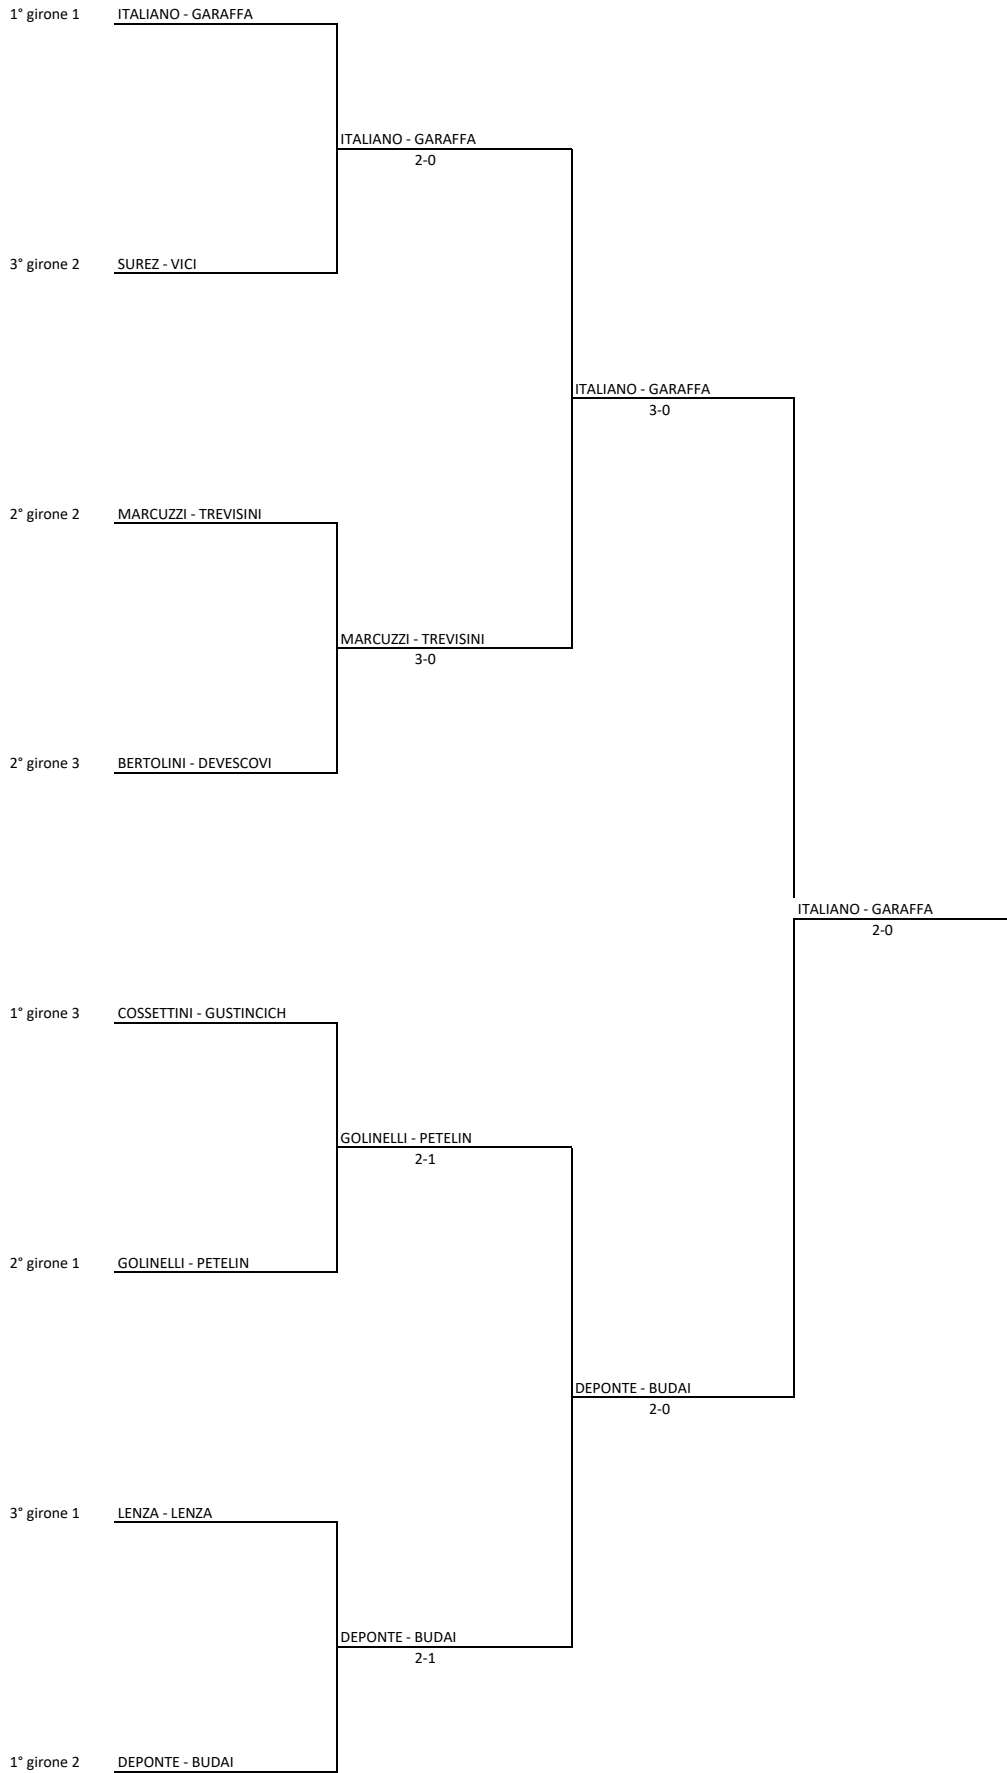 1° girone 1 ITALIANO - GARAFFA
ITALIANO - GARAFFA
2-0
3° girone 2 SUREZ - VICI
ITALIANO - GARAFFA
3-0
2° girone 2 MARCUZZI - TREVISINI
MARCUZZI - TREVISINI
3-0
2° girone 3 BERTOLINI - DEVESCOVI
ITALIANO - GARAFFA
2-0
1° girone 3 COSSETTINI - GUSTINCICH
GOLINELLI - PETELIN
2-1
2° girone 1 GOLINELLI - PETELIN
DEPONTE - BUDAI
2-0
3° girone 1 LENZA - LENZA
DEPONTE - BUDAI
2-1
1° girone 2 DEPONTE - BUDAI